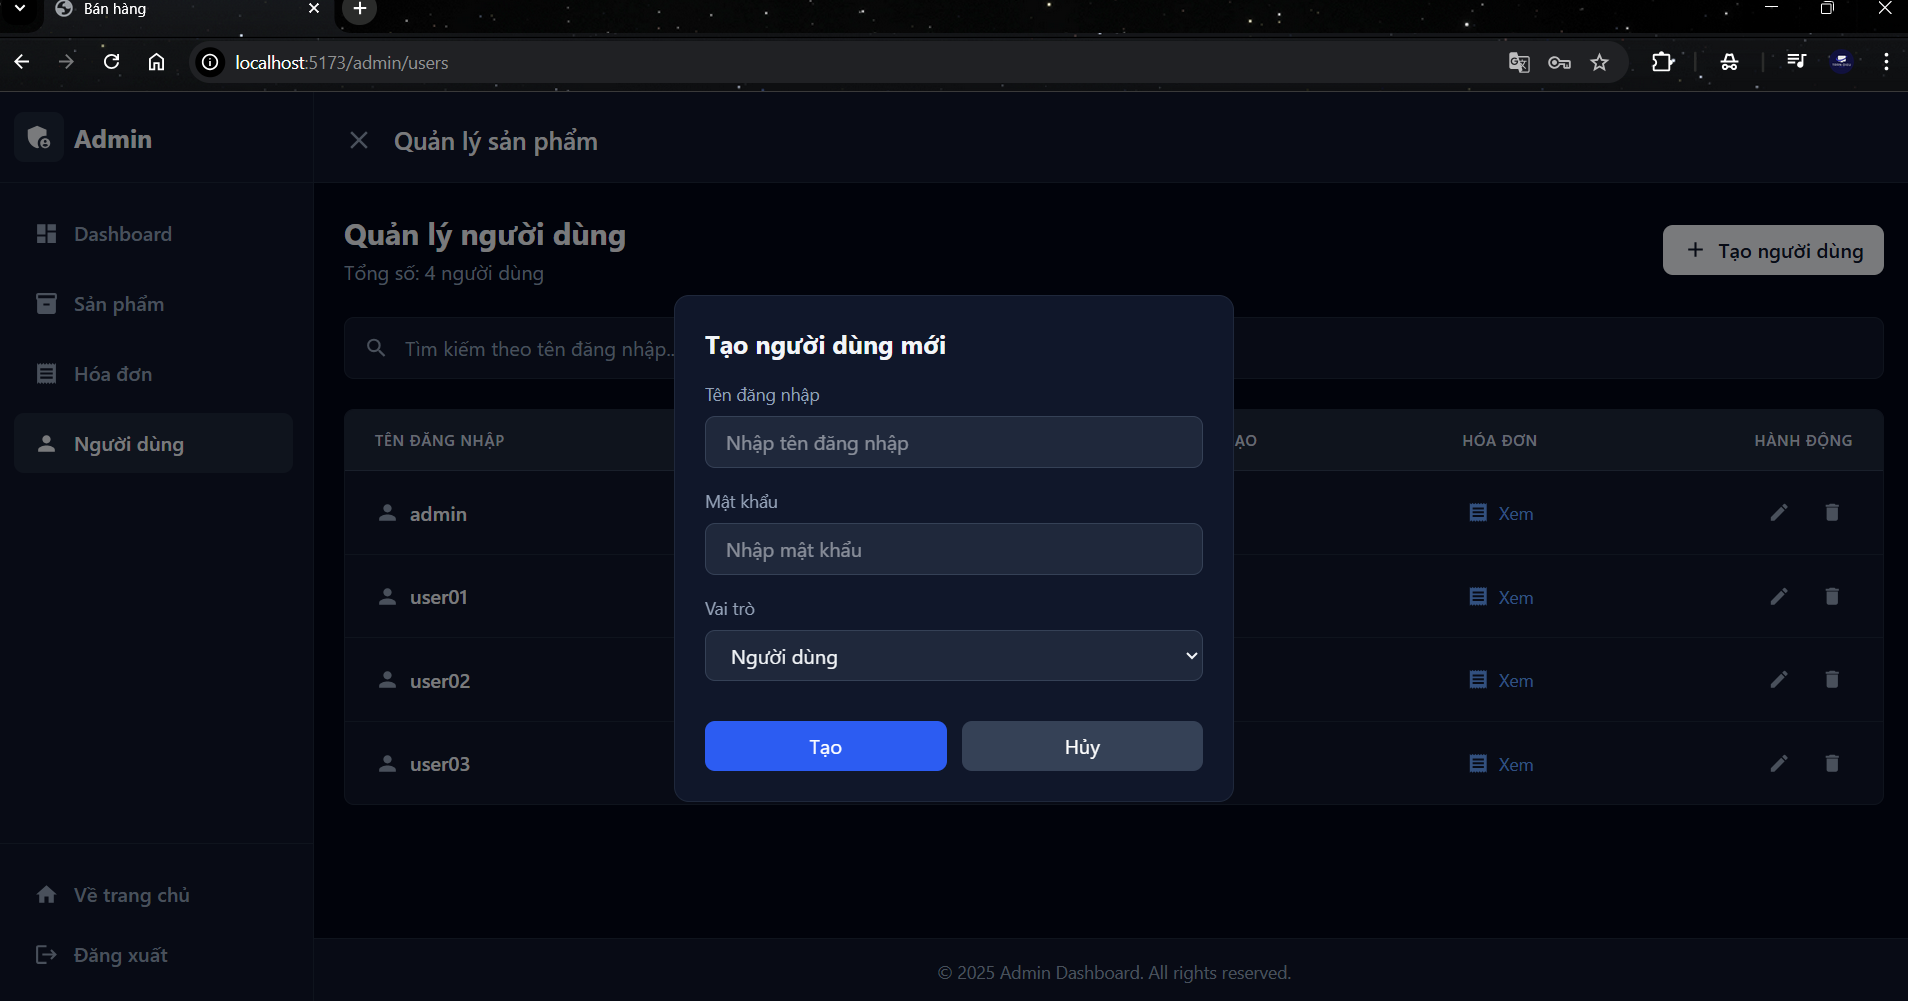 Bán hàng
localhost:5173/admin/users
Admin
Quản lý sản phẩm
Dashboard
Sản phẩm
Hóa đơn
Người dùng
Quản lý người dùng
Tổng số: 4 người dùng
+ Tạo người dùng
Tìm kiếm theo tên đăng nhập..
Tạo người dùng mới
Tên đăng nhập
Nhập tên đăng nhập
Mật khẩu
Nhập mật khẩu
Vai trò
Người dùng
Tạo Hủy
TÊN ĐĂNG NHẬP ẠO HÓA ĐƠN HÀNH ĐỘNG
admin Xem
user01 Xem
user02 Xem
user03 Xem
Về trang chủ
Đăng xuất
© 2025 Admin Dashboard. All rights reserved.